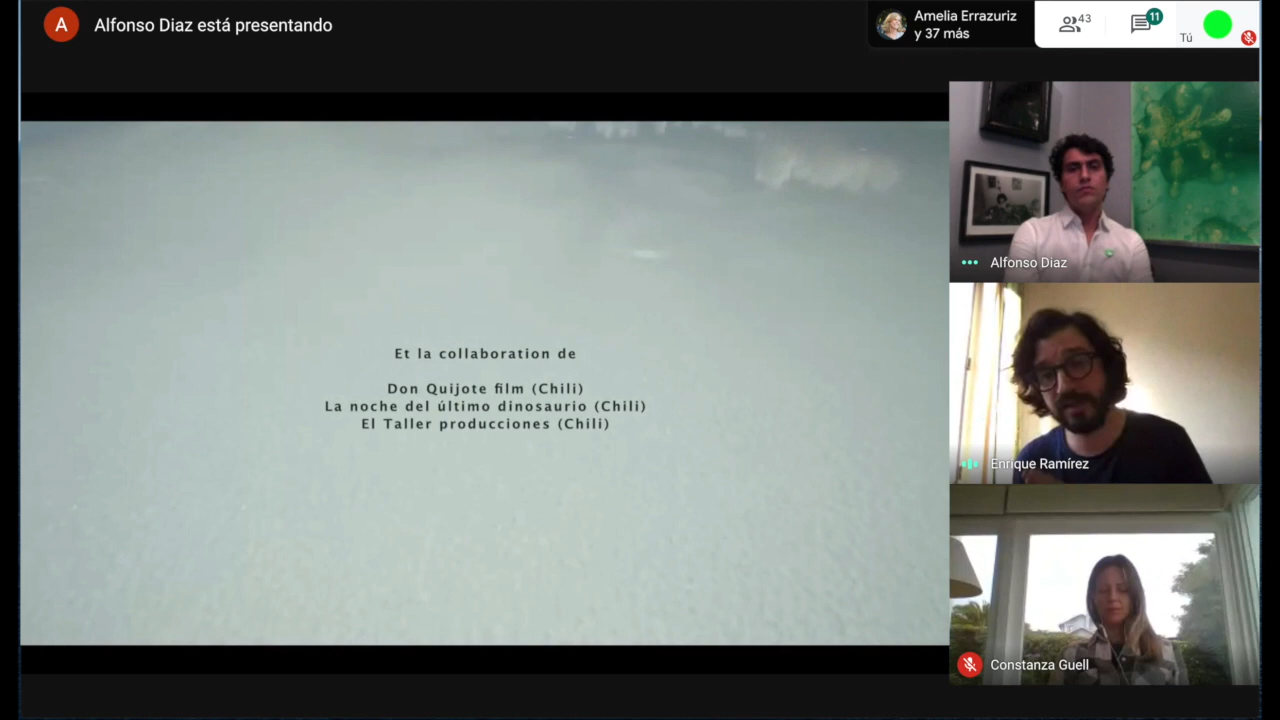 A
Alfonso Diaz está presentando
Amelia Errazuriz
y 37 más
43
11
Tú
Et la collaboration de
Don Quijote film (Chili)
La noche del último dinosaurio (Chili)
El Taller producciones (Chili)
Alfonso Diaz
Enrique Ramírez
Constanza Guell